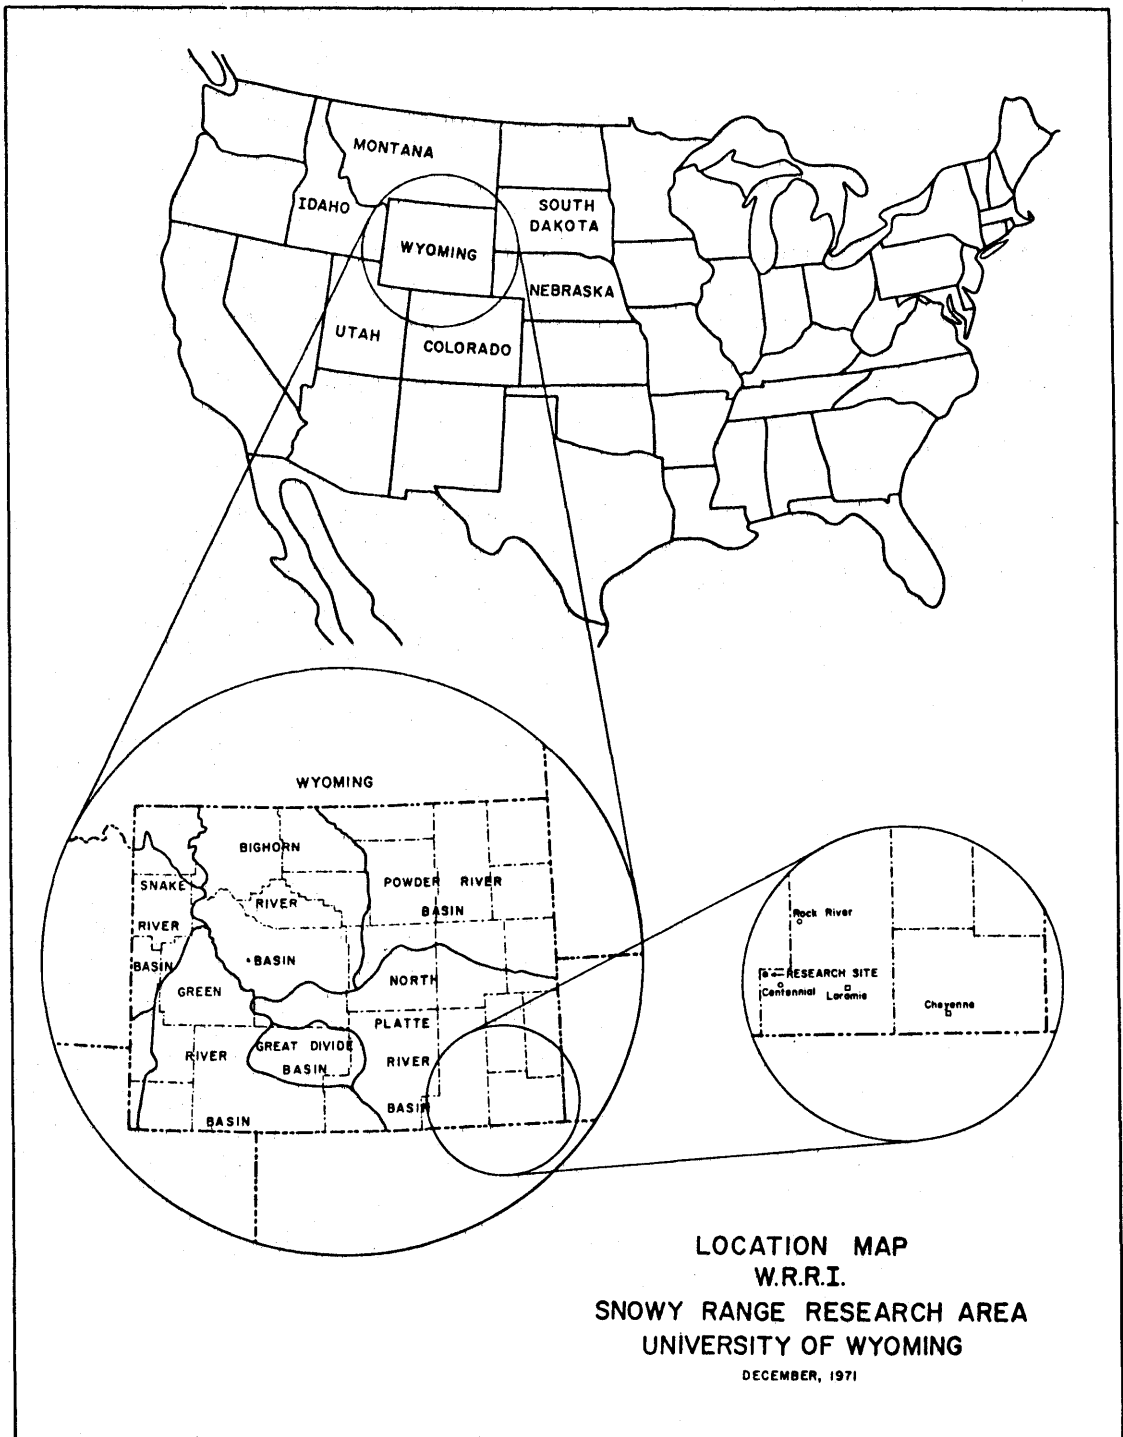 MONTANA
IDAHO
SOUTH
DAKOTA
WYOMING
NEBRASKA
UTAH
COLORADO
WYOMING
BIGHORN
SNAKE
POWDER RIVER
RIVER
BASIN
RIVER
BASIN
BASIN
NORTH
GREEN
PLATTE
GREAT DIVIDE
RIVER
RIVER
BASIN
BASIN
BASIN
Rock River
RESEARCH SITE
Centennial
Laramie
Cheyenne
LOCATION MAP
W.R.R.I.
SNOWY RANGE RESEARCH AREA
UNIVERSITY OF WYOMING
DECEMBER, 1971